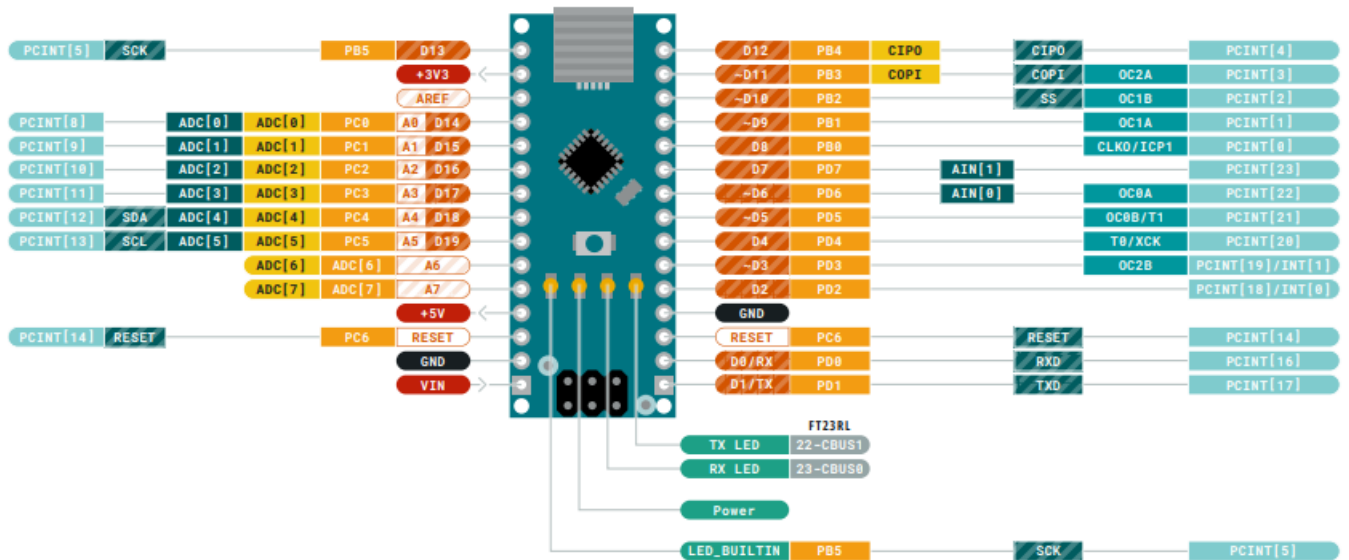 PCINT[5] SCK PB5 D13 D12 PB4 CIPO CIPO PCINT[4]
+3V3 ~D11 PB3 COPI COPI OC2A PCINT[3]
AREF ~D10 PB2 SS OC1B PCINT[2]
PCINT[8] ADC[0] ADC[0] PC0 A0 D14 ~D9 PB1 OC1A PCINT[1]
PCINT[9] ADC[1] ADC[1] PC1 A1 D15 D8 PB0 CLKO/ICP1 PCINT[0]
PCINT[10] ADC[2] ADC[2] PC2 A2 D16 D7 PD7 AIN[1] PCINT[23]
PCINT[11] ADC[3] ADC[3] PC3 A3 D17 ~D6 PD6 AIN[0] OC0A PCINT[22]
PCINT[12] SDA ADC[4] ADC[4] PC4 A4 D18 ~D5 PD5 OC0B/T1 PCINT[21]
PCINT[13] SCL ADC[5] ADC[5] PC5 A5 D19 D4 PD4 T0/XCK PCINT[20]
ADC[6] ADC[6] A6 ~D3 PD3 OC2B PCINT[19]/INT[1]
ADC[7] ADC[7] A7 D2 PD2 PCINT[18]/INT[0]
+5V GND
PCINT[14] RESET PC6 RESET RESET PC6 RESET PCINT[14]
GND D0/RX PD0 RXD PCINT[16]
VIN D1/TX PD1 TXD PCINT[17]
FT23RL
TX LED 22-CBUS1
RX LED 23-CBUS0
Power
LED_BUILTIN PB5 SCK PCINT[5]